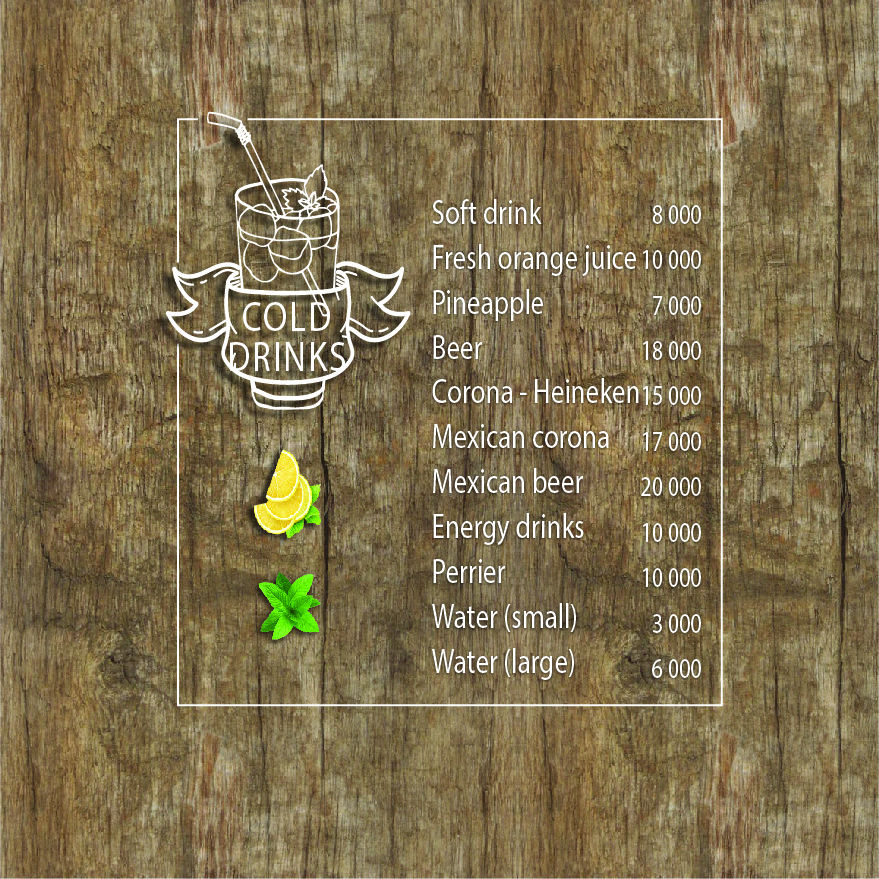 COLD
DRINKS
Soft drink 8 000
Fresh orange juice 10 000
Pineapple 7 000
Beer 18 000
Corona - Heineken 15 000
Mexican corona 17 000
Mexican beer 20 000
Energy drinks 10 000
Perrier 10 000
Water (small) 3 000
Water (large) 6 000